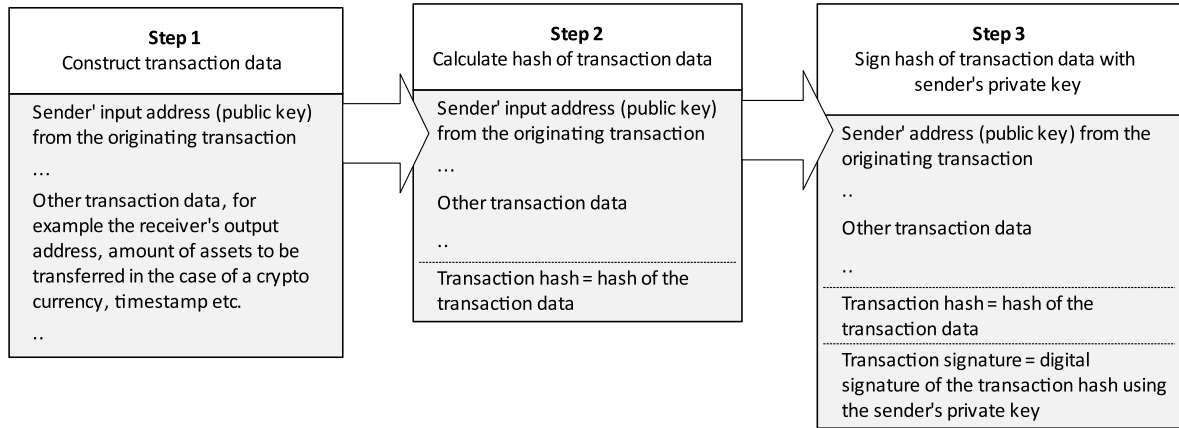 Step 1
Construct transaction data
Sender' input address (public key)
from the originating transaction
...
Other transaction data, for
example the receiver's output
address, amount of assets to be
transferred in the case of a crypto
currency, timestamp etc.
..
Step 2
Calculate hash of transaction data
Sender' input address (public key)
from the originating transaction
...
Other transaction data
..
Transaction hash = hash of the
transaction data
Step 3
Sign hash of transaction data with
sender's private key
Sender' address (public key) from the
originating transaction
..
Other transaction data
..
Transaction hash = hash of the
transaction data
Transaction signature = digital
signature of the transaction hash using
the sender's private key